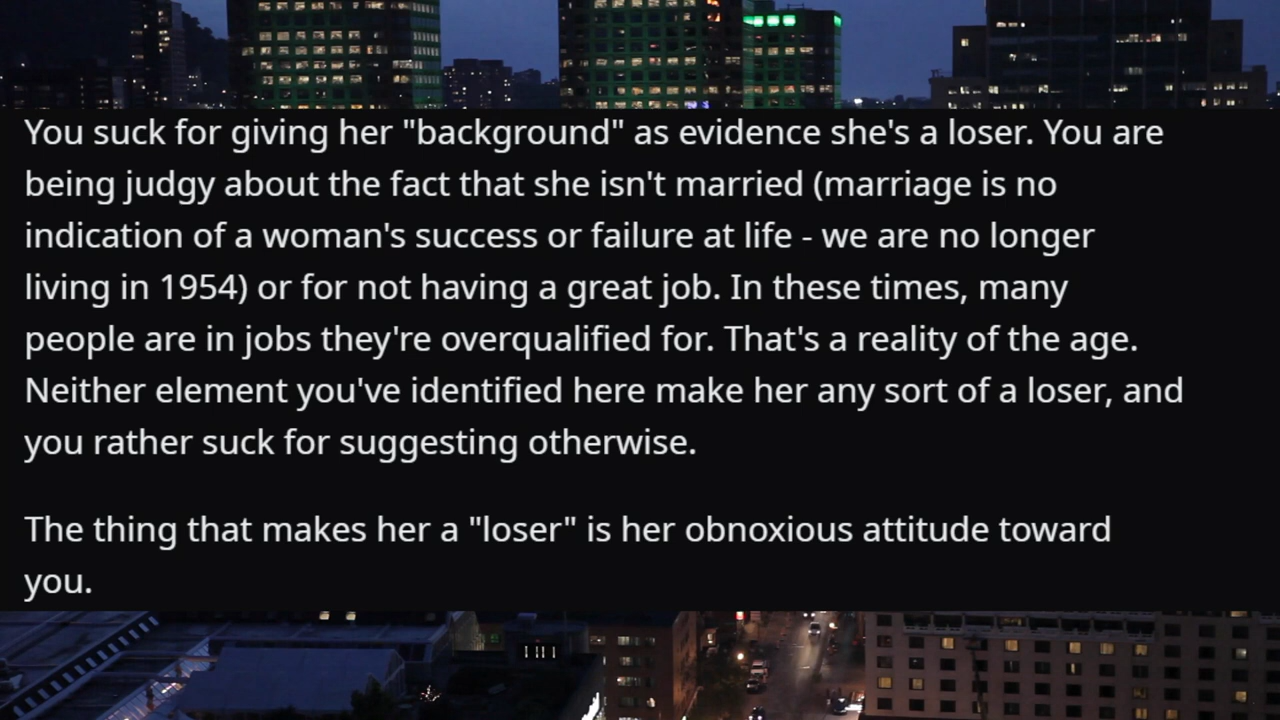 You suck for giving her "background" as evidence she's a loser. You are
being judgy about the fact that she isn't married (marriage is no
indication of a woman's success or failure at life - we are no longer
living in 1954) or for not having a great job. In these times, many
people are in jobs they're overqualified for. That's a reality of the age.
Neither element you've identified here make her any sort of a loser, and
you rather suck for suggesting otherwise.
The thing that makes her a "loser" is her obnoxious attitude toward
you.